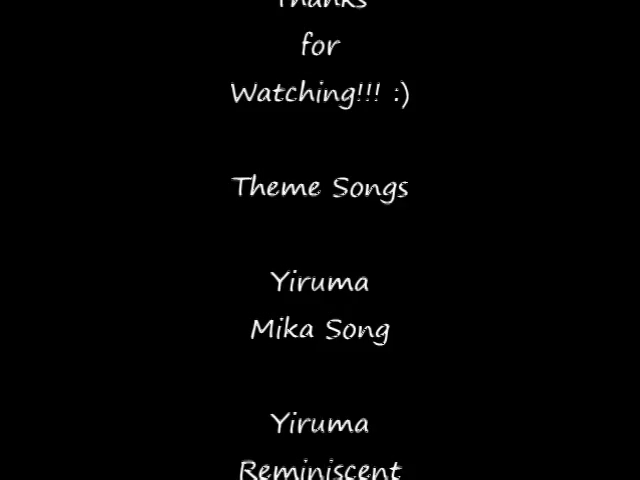 Thanks
for
Watching!!! :)
Theme Songs
Yiruma
Mika Song
Yiruma
Reminiscent